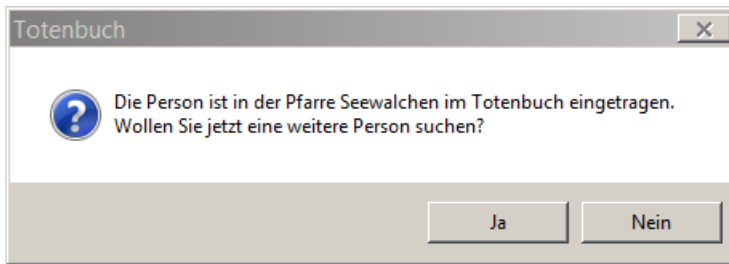 Totenbuch
Die Person ist in der Pfarre Seewalchen im Totenbuch eingetragen.
Wollen Sie jetzt eine weitere Person suchen?
Ja
Nein